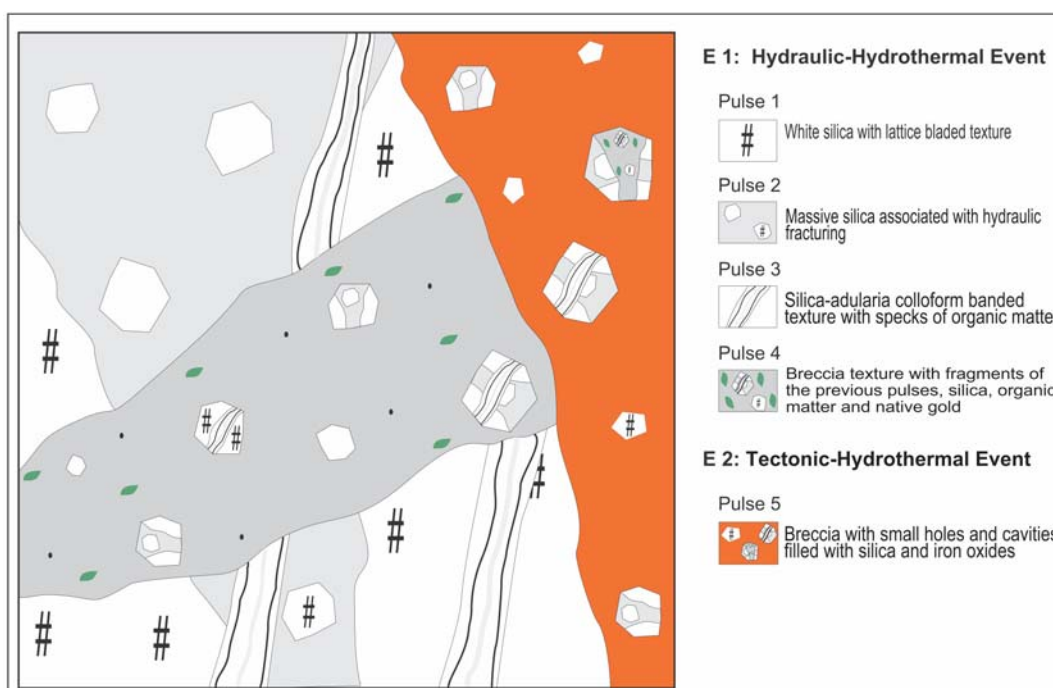 E 1: Hydraulic-Hydrothermal Event
Pulse 1
White silica with lattice bladed texture
Pulse 2
Massive silica associated with hydraulic
fracturing
Pulse 3
Silica-adularia colloform banded
texture with specks of organic matte
Pulse 4
Breccia texture with fragments of
the previous pulses, silica, organic
matter and native gold
E 2: Tectonic-Hydrothermal Event
Pulse 5
Breccia with small holes and cavities
filled with silica and iron oxides